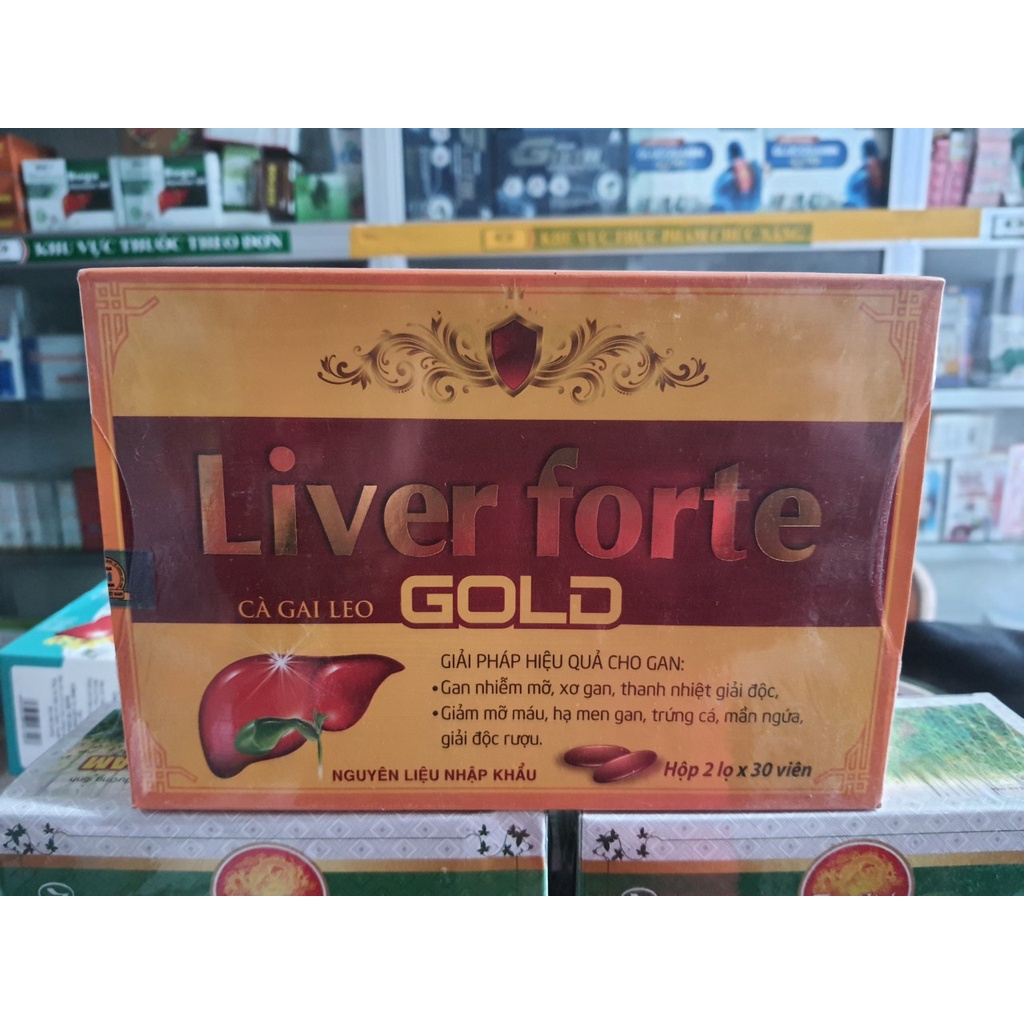 KHU VỰC THUỐC THEO ĐƠN
KHU VỰC THỰC PHẨM CHỨC NĂNG
Liver forte
CÀ GAI LEO GOLD
GIẢI PHÁP HIỆU QUẢ CHO GAN:
•Gan nhiễm mỡ, xơ gan, thanh nhiệt giải độc,
•Giảm mỡ máu, hạ men gan, trứng cá, mẩn ngứa,
giải độc rượu.
NGUYÊN LIỆU NHẬP KHẨU
Hộp 2 lọ x 30 viên